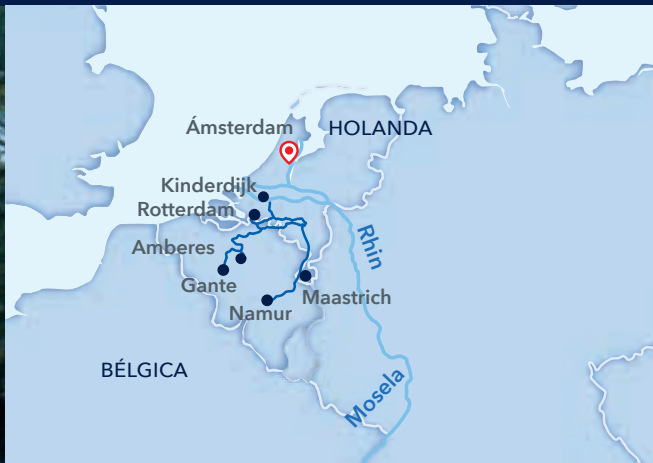 Ámsterdam
HOLANDA
Kinderdijk
Rotterdam
Rhin
Amberes
Gante
Maastrich
Namur
BÉLGICA
Mosela